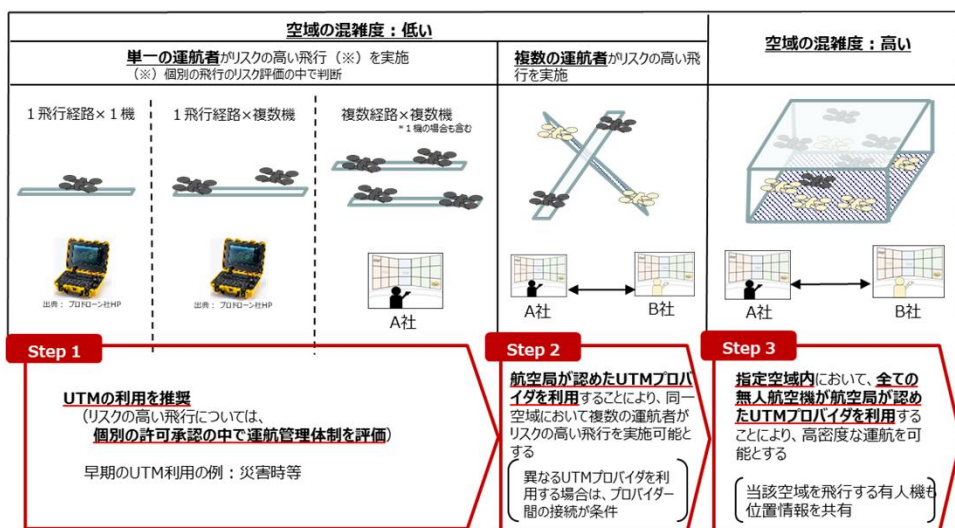 空域の混雑度：低い
空域の混雑度：高い
単一の運航者がリスクの高い飛行（※）を実施
（※）個別の飛行のリスク評価の中で判断
複数の運航者がリスクの高い飛
行を実施
１飛行経路×１機
１飛行経路×複数機
複数経路×複数機
*１機の場合も含む
出典： プロドローン社HP
出典： プロドローン社HP
A社
A社
B社
A社
B社
Step 1
UTMの利用を推奨
（リスクの高い飛行については、
個別の許可承認の中で運航管理体制を評価）
早期のUTM利用の例：災害時等
Step 2
航空局が認めたUTMプロバ
イダを利用することにより、同一
空域において複数の運航者が
リスクの高い飛行を実施可能と
する
異なるUTMプロバイダを利
用する場合は、プロバイダー
間の接続が条件
Step 3
指定空域内において、全ての
無人航空機が航空局が認め
たUTMプロバイダを利用する
ことにより、高密度な運航を可
能とする
当該空域を飛行する有人機も
位置情報を共有